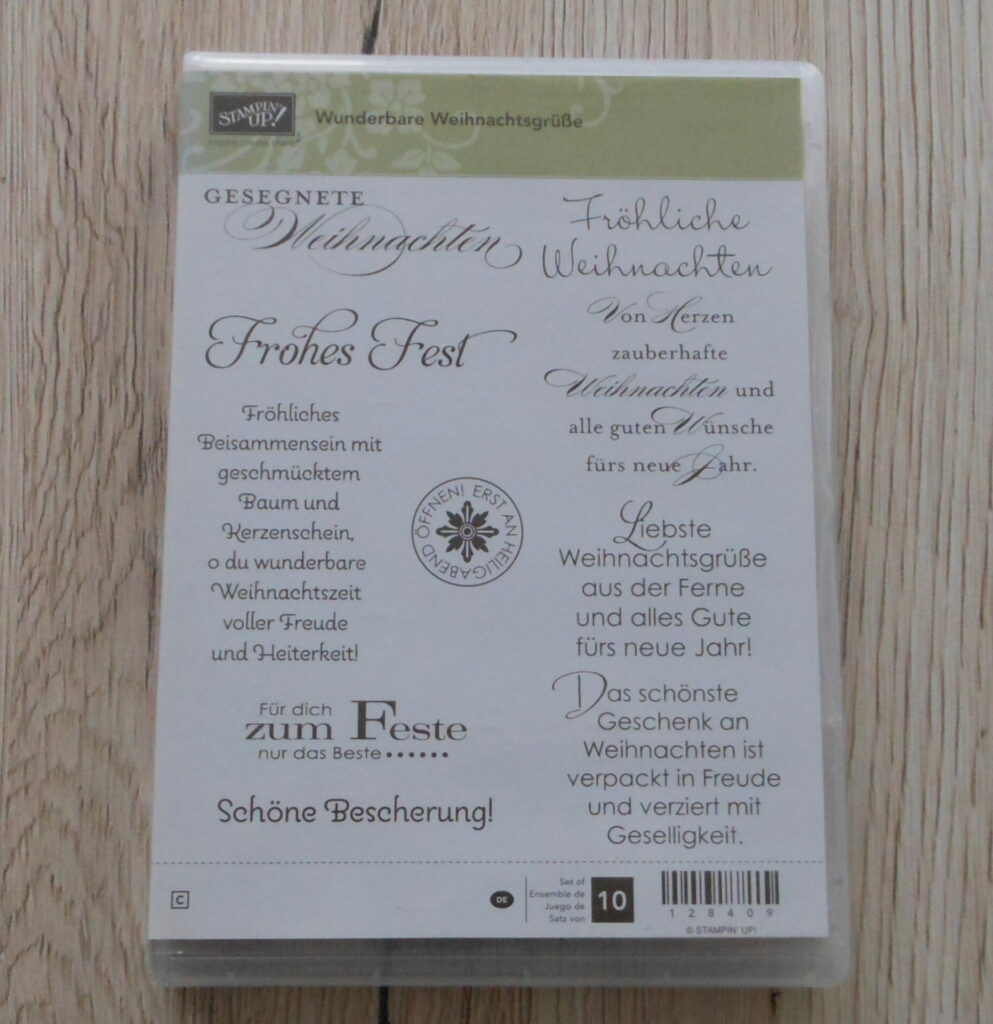 STAMPIN' UP!
inspire.create.share
Wunderbare Weihnachtsgrüße
GESEGNETE
Weihnachten
Fröhliche
Weihnachten
Frohes Fest
Von Herzen
zauberhafte
Weihnachten und
alle guten Wünsche
fürs neue Jahr.
Fröhliches
Beisammensein mit
geschmücktem
Baum und
Kerzenschein,
o du wunderbare
Weihnachtszeit
voller Freude
und Heiterkeit!
ÖFFNEN! ERST AN HEILIGABEND
Liebste
Weihnachtsgrüße
aus der Ferne
und alles Gute
fürs neue Jahr!
Für dich
zum Feste
nur das Beste ......
Das schönste
Geschenk an
Weihnachten ist
verpackt in Freude
und verziert mit
Geselligkeit.
Schöne Bescherung!
C
DE
Set of
Ensemble de
Juego de
Satz von
10
128409
© STAMPIN' UP!